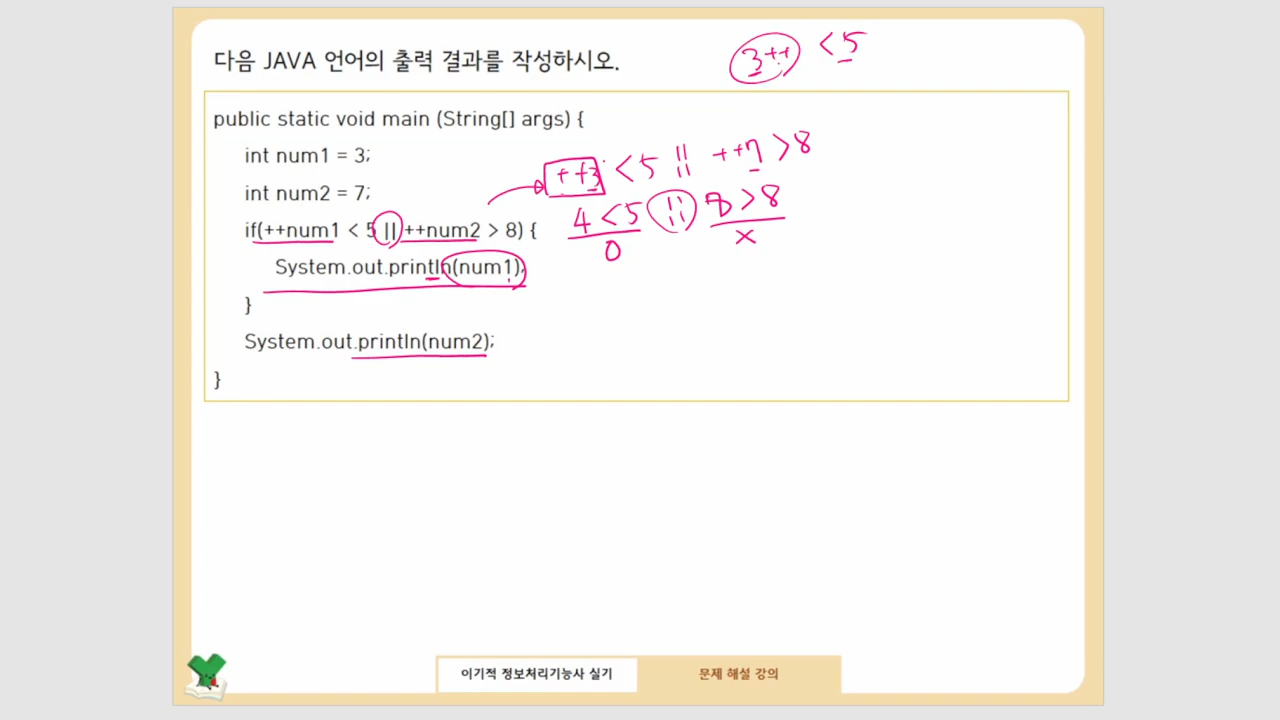 다음 JAVA 언어의 출력 결과를 작성하시오.
3++ < 5
public static void main (String[] args) {
int num1 = 3;
int num2 = 7;
++3 < 5 || ++7 > 8
if(++num1 < 5 || ++num2 > 8) {
4 < 5 || 8 > 8
O X
System.out.println(num1);
}
System.out.println(num2);
}
이기적 정보처리기능사 실기
문제 해설 강의